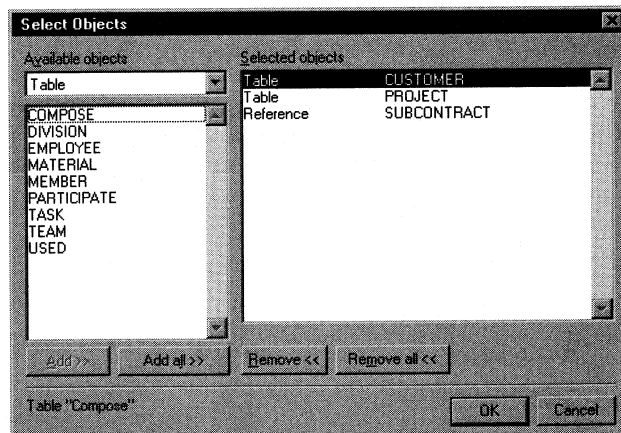 Select Objects
Available objects
Selected objects
Table
Table CUSTOMER
Table PROJECT
Reference SUBCONTRACT
COMPOSE
DIVISION
EMPLOYEE
MATERIAL
MEMBER
PARTICIPATE
TASK
TEAM
USED
Add >>
Add all >>
Remove <<
Remove all <<
Table "Compose"
OK
Cancel